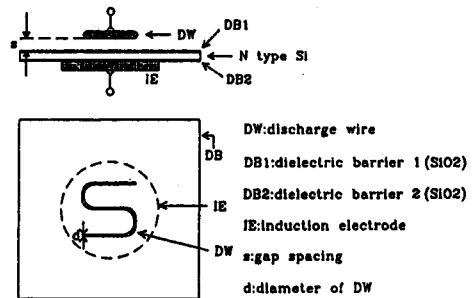 DB1
DW
s
N type Si
DB2
IE
DB
IE
DW
d
DW:discharge wire
DB1:dielectric barrier 1 (SiO2)
DB2:dielectric barrier 2 (SiO2)
IE:induction electrode
s:gap spacing
d:diameter of DW